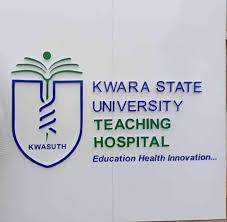 KWARA STATE
UNIVERSITY
TEACHING
HOSPITAL
Education Health Innovation...
KWASUTH